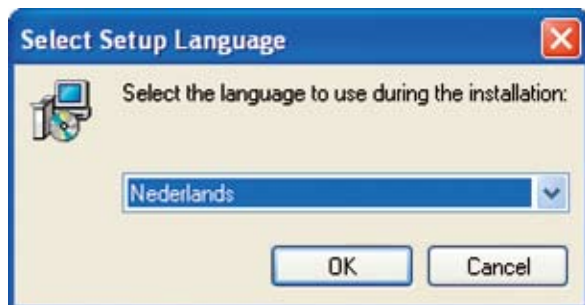 Select Setup Language
Select the language to use during the installation:
Nederlands
OK
Cancel